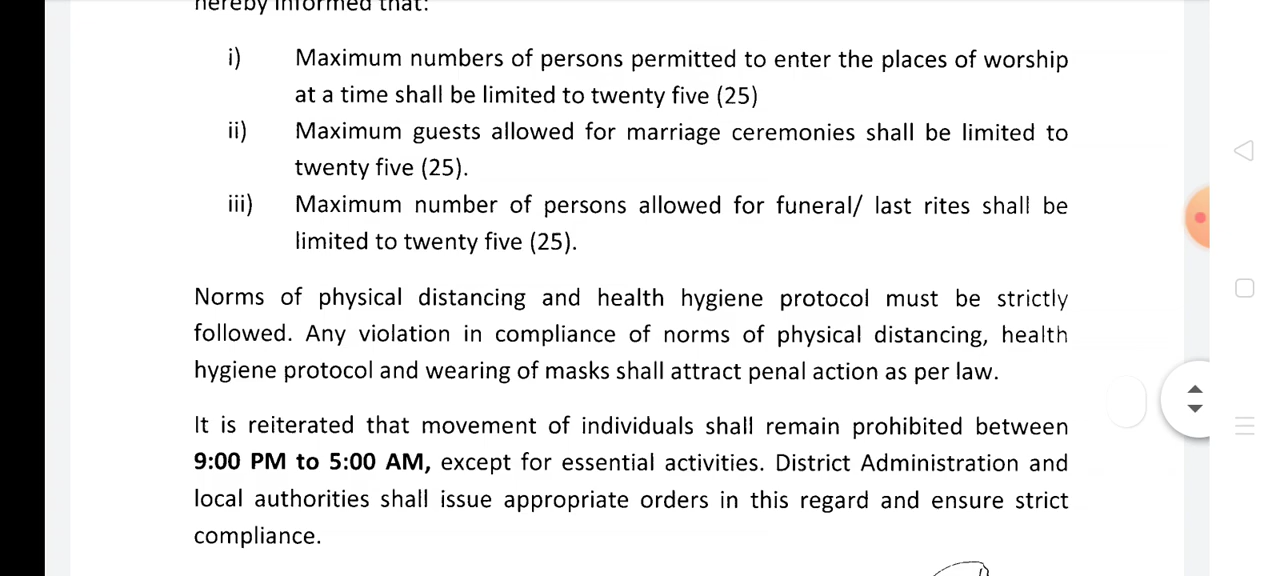 hereby informed that:
i) Maximum numbers of persons permitted to enter the places of worship
at a time shall be limited to twenty five (25)
ii) Maximum guests allowed for marriage ceremonies shall be limited to
twenty five (25).
iii) Maximum number of persons allowed for funeral/ last rites shall be
limited to twenty five (25).
Norms of physical distancing and health hygiene protocol must be strictly
followed. Any violation in compliance of norms of physical distancing, health
hygiene protocol and wearing of masks shall attract penal action as per law.
It is reiterated that movement of individuals shall remain prohibited between
9:00 PM to 5:00 AM, except for essential activities. District Administration and
local authorities shall issue appropriate orders in this regard and ensure strict
compliance.